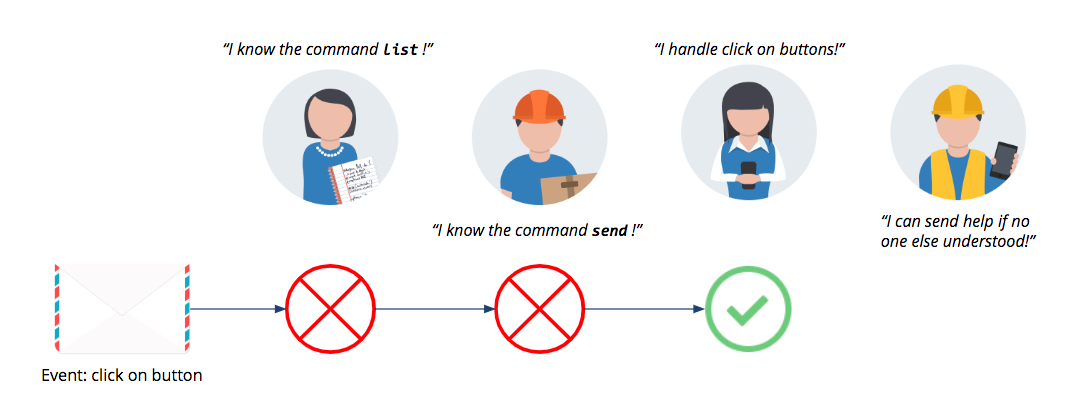 “I know the command list !”
“I handle click on buttons!”
“I know the command send !”
“I can send help if no
one else understood!”
Event: click on button